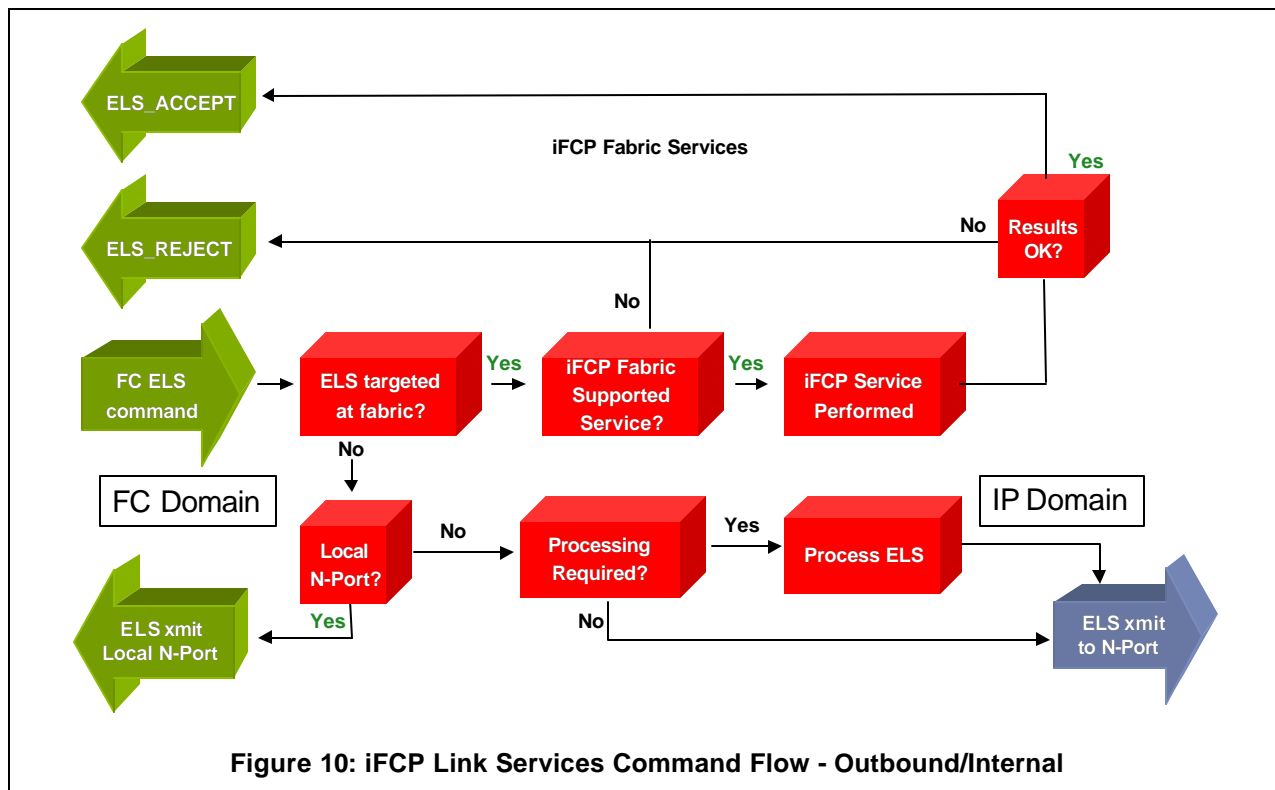 ELS_ACCEPT
iFCP Fabric Services
Yes
ELS_REJECT
No
Results
OK?
No
FC ELS
command
ELS targeted
at fabric?
Yes
iFCP Fabric
Supported
Service?
Yes
iFCP Service
Performed
No
FC Domain
IP Domain
Local
N-Port?
No
Processing
Required?
Yes
Process ELS
Yes
No
ELS xmit
Local N-Port
ELS xmit
to N-Port
Figure 10: iFCP Link Services Command Flow - Outbound/Internal